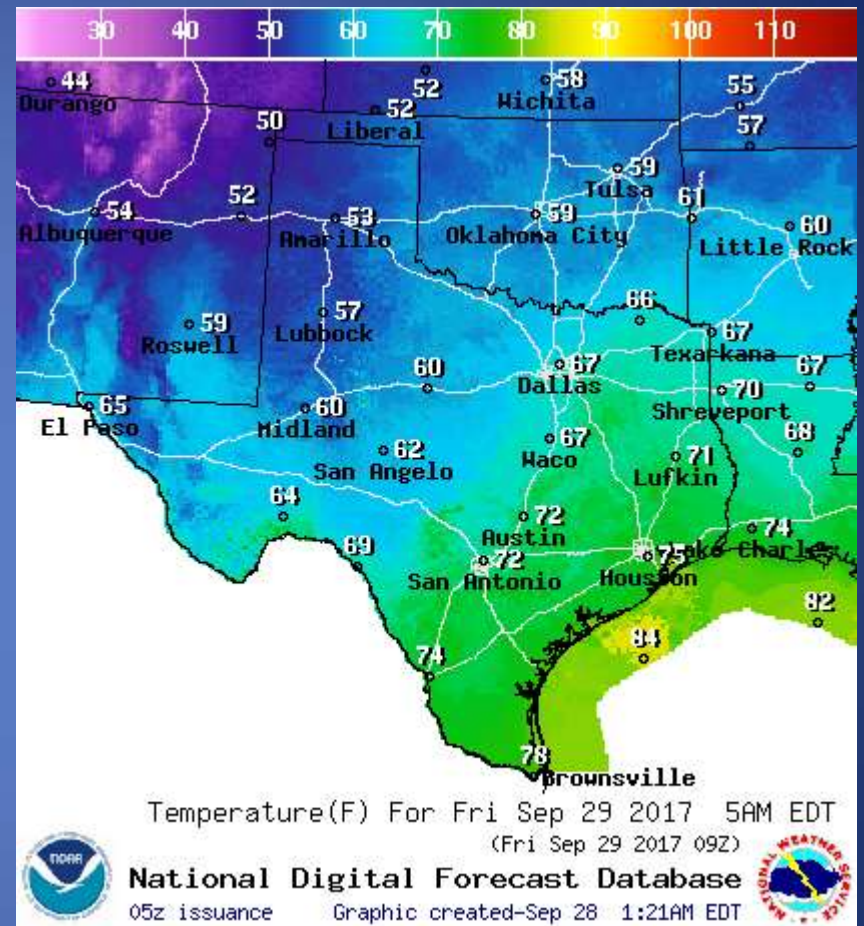 30 40 50 60 70 80 90 100 110
44
Durango
52
Liberal
52
58
Wichita
55
57
50
59
Tulsa
54
Albuquerque
52
53
Amarillo
59
Oklahoma City
61
60
Little Rock
59
Roswell
57
Lubbock
66
67
Texarkana
67
Dallas
60
70
Shreveport
67
65
El Paso
60
Midland
62
San Angelo
67
Waco
71
Lufkin
68
64
69
72
Austin
72
San Antonio
75
Houston
74
Lake Charles
82
84
74
78
Brownsville
Temperature(F) For Fri Sep 29 2017 5AM EDT
(Fri Sep 29 2017 09Z)
NOAA
National Digital Forecast Database
05z issuance Graphic created-Sep 28 1:21AM EDT
NATIONAL WEATHER SERVICE